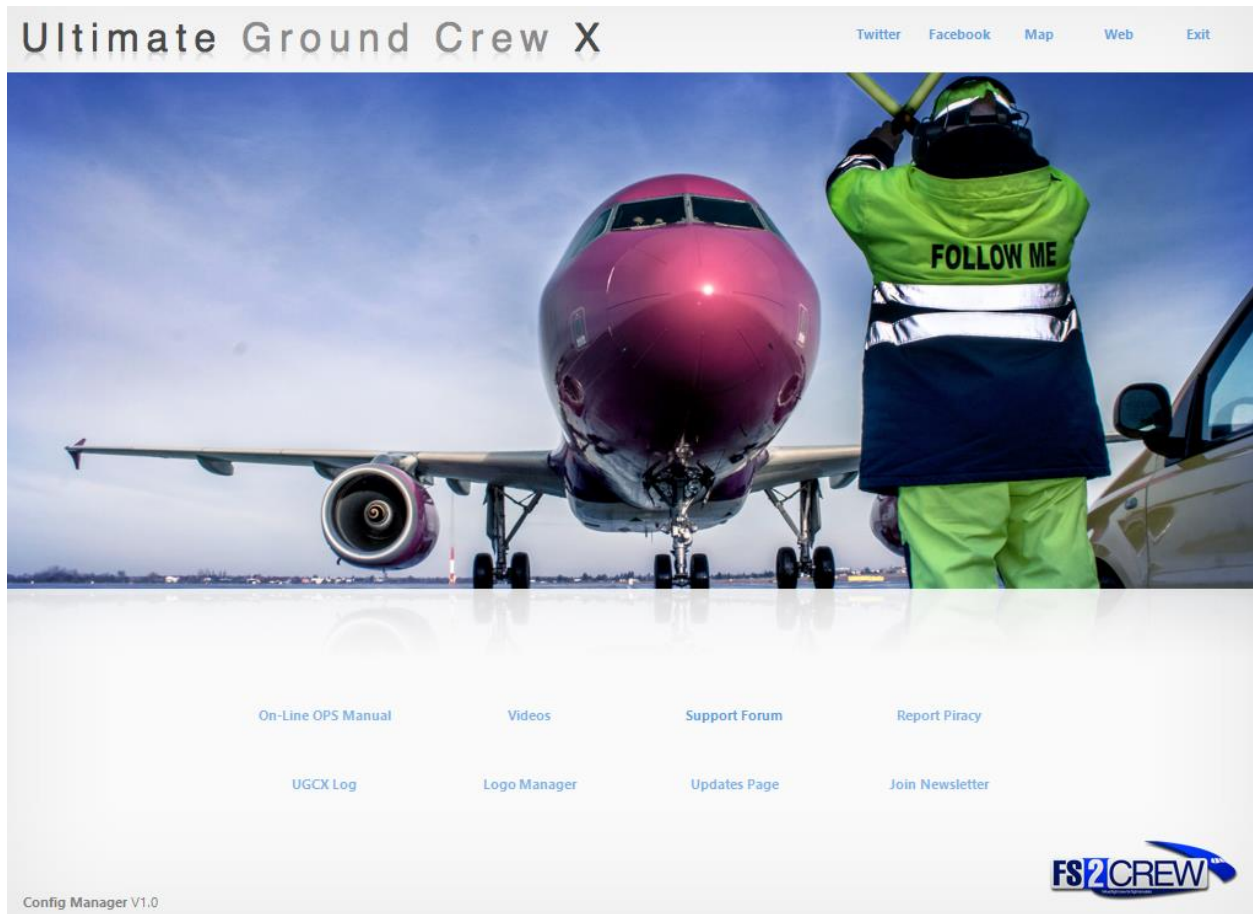 Ultimate Ground Crew X
Twitter Facebook Map Web Exit
FOLLOW ME
On-Line OPS Manual Videos Support Forum Report Piracy
UGCX Log Logo Manager Updates Page Join Newsletter
FS2CREW
Config Manager V1.0